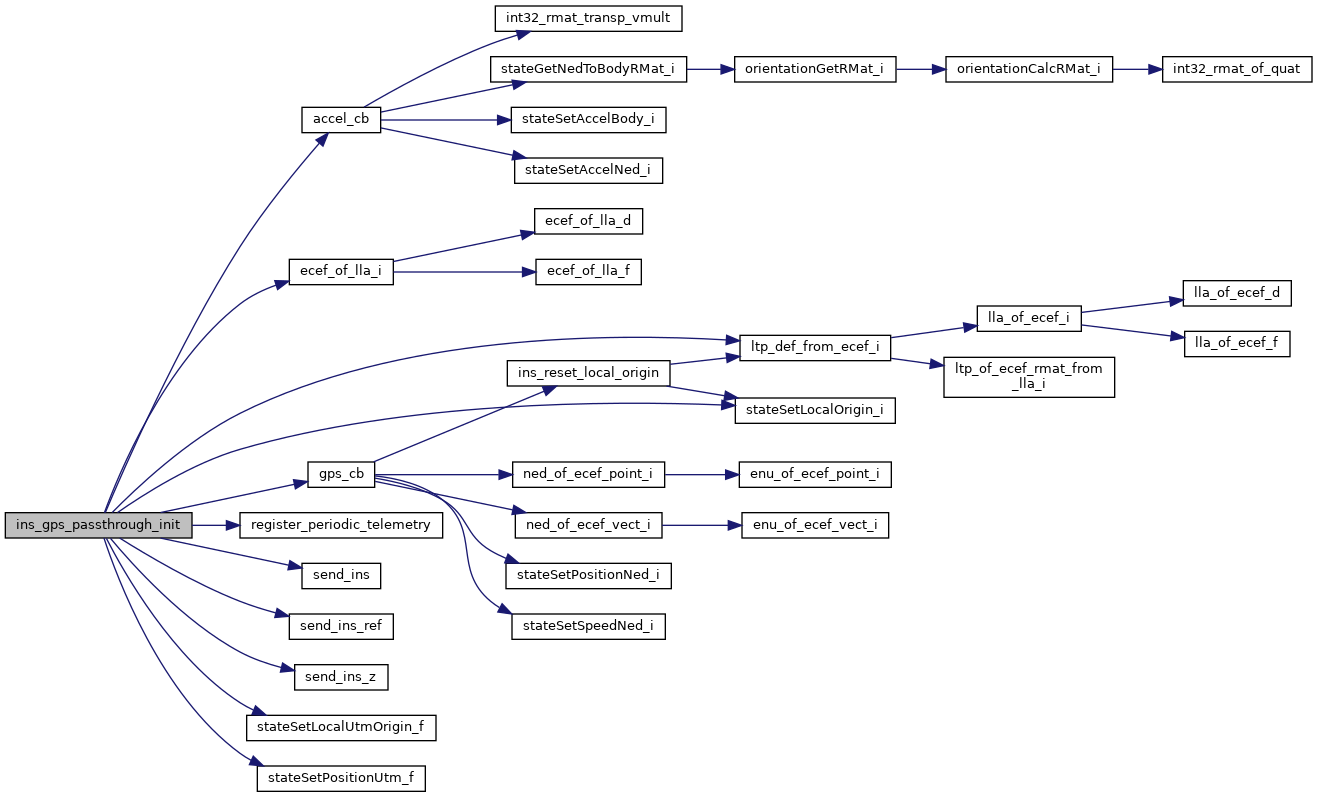 int32_rmat_transp_vmult
stateGetNedToBodyRMat_i
orientationGetRMat_i
orientationCalcRMat_i
int32_rmat_of_quat
accel_cb
stateSetAccelBody_i
stateSetAccelNed_i
ecef_of_lla_d
ecef_of_lla_i
ecef_of_lla_f
lla_of_ecef_d
lla_of_ecef_i
lla_of_ecef_f
ltp_def_from_ecef_i
ins_reset_local_origin
ltp_of_ecef_rmat_from
_lla_i
stateSetLocalOrigin_i
gps_cb
ned_of_ecef_point_i
enu_of_ecef_point_i
ins_gps_passthrough_init
register_periodic_telemetry
ned_of_ecef_vect_i
enu_of_ecef_vect_i
send_ins
stateSetPositionNed_i
send_ins_ref
stateSetSpeedNed_i
send_ins_z
stateSetLocalUtmOrigin_f
stateSetPositionUtm_f